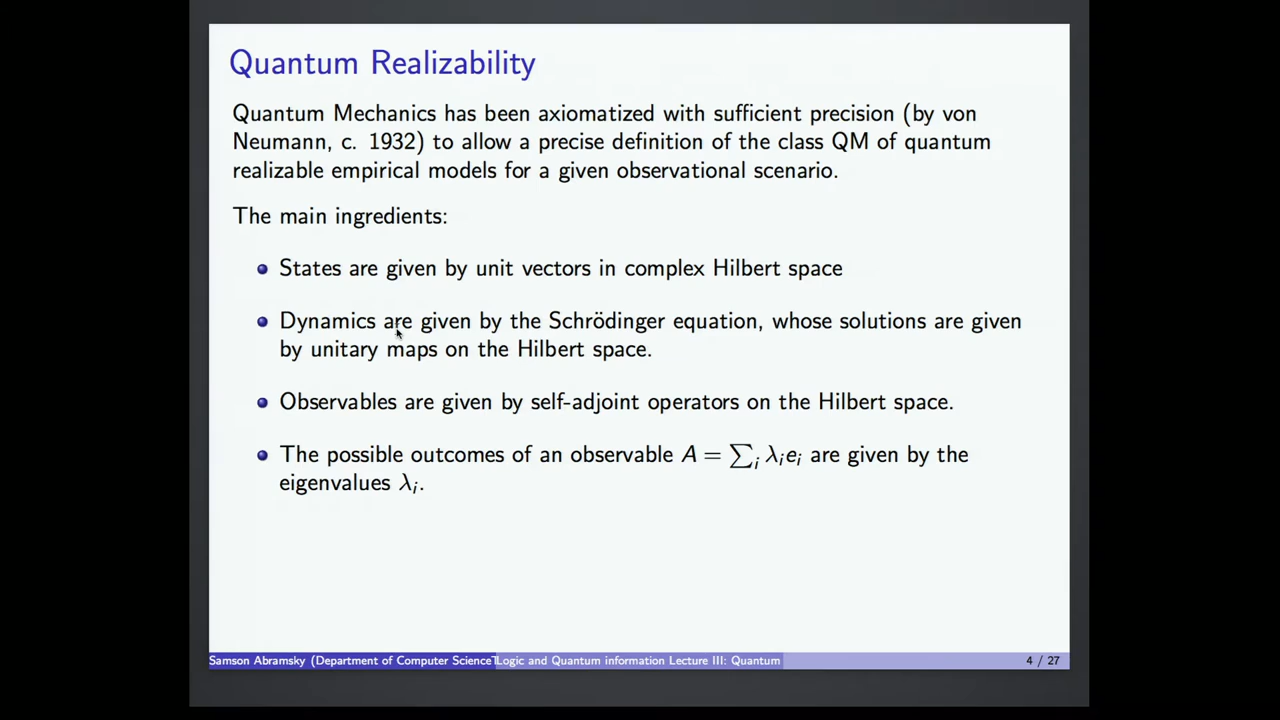 Quantum Realizability
Quantum Mechanics has been axiomatized with sufficient precision (by von
Neumann, c. 1932) to allow a precise definition of the class QM of quantum
realizable empirical models for a given observational scenario.
The main ingredients:
States are given by unit vectors in complex Hilbert space
Dynamics are given by the Schrödinger equation, whose solutions are given
by unitary maps on the Hilbert space.
Observables are given by self-adjoint operators on the Hilbert space.
The possible outcomes of an observable A = ∑ᵢ λᵢeᵢ are given by the
eigenvalues λᵢ.
Samson Abramsky (Department of Computer Science Logic and Quantum information Lecture III: Quantum 4 / 27